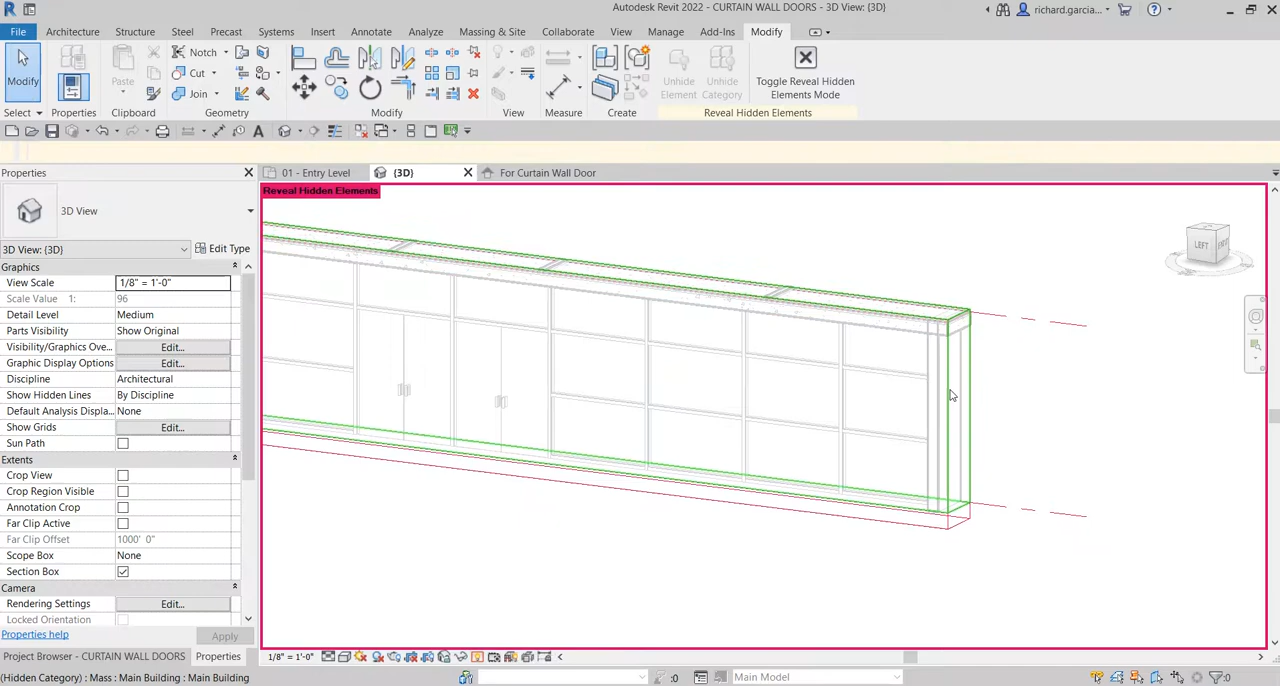 Autodesk Revit 2022 - CURTAIN WALL DOORS - 3D View: {3D}
richard.garcia...
File Architecture Structure Steel Precast Systems Insert Annotate Analyze Massing & Site Collaborate View Manage Add-Ins Modify
Modify
Paste
Notch
Cut
Join
Unhide Element
Unhide Category
Toggle Reveal Hidden Elements Mode
Select Properties Clipboard Geometry Modify View Measure Create Reveal Hidden Elements
Properties
01 - Entry Level {3D} For Curtain Wall Door
Reveal Hidden Elements
3D View
3D View: {3D} Edit Type
Graphics
View Scale 1/8" = 1'-0"
Scale Value 1: 96
Detail Level Medium
Parts Visibility Show Original
Visibility/Graphics Ove... Edit...
Graphic Display Options Edit...
Discipline Architectural
Show Hidden Lines By Discipline
Default Analysis Displa... None
Show Grids Edit...
Sun Path
Extents
Crop View
Crop Region Visible
Annotation Crop
Far Clip Active
Far Clip Offset 1000' 0"
Scope Box None
Section Box
Camera
Rendering Settings Edit...
Locked Orientation
Properties help Apply
Project Browser - CURTAIN WALL DOORS Properties
1/8" = 1'-0"
(Hidden Category) : Mass : Main Building : Main Building
:0
Main Model
:0
LEFT